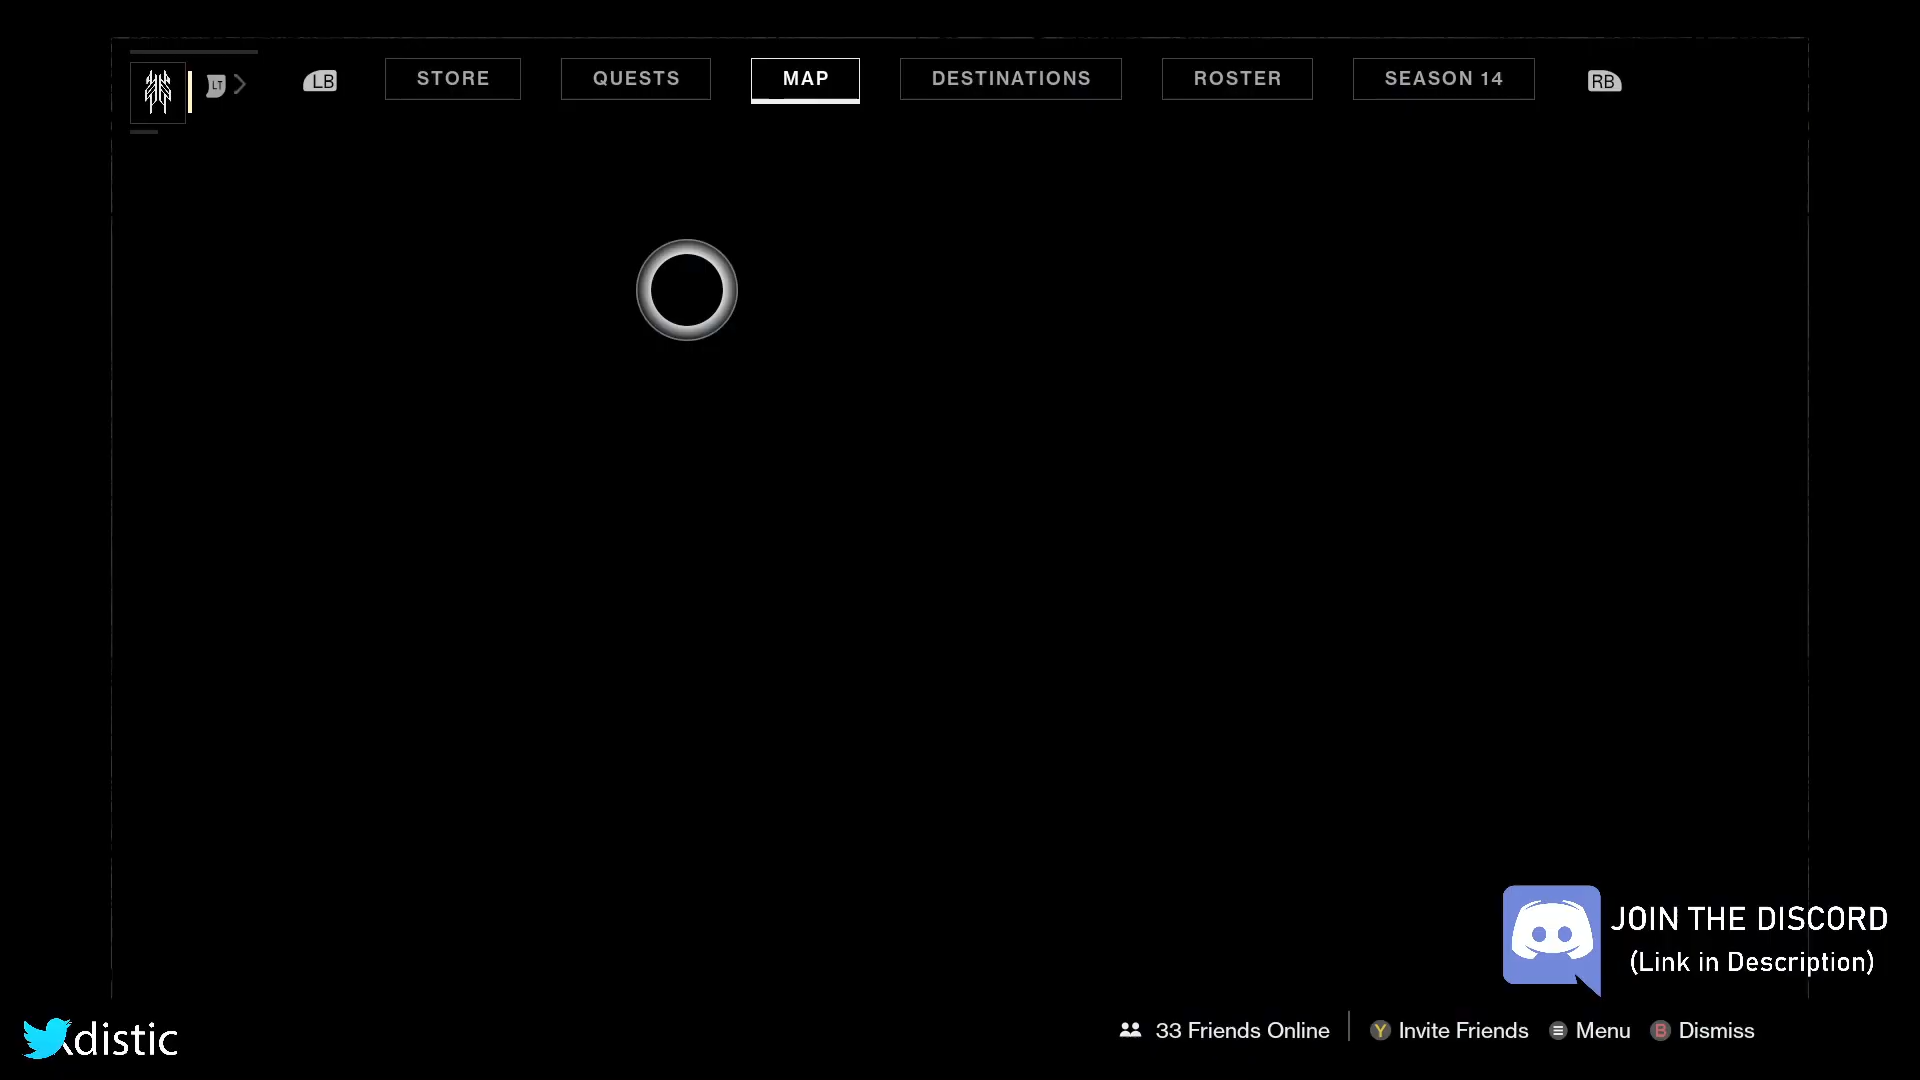 LT
LB
STORE
QUESTS
MAP
DESTINATIONS
ROSTER
SEASON 14
RB
JOIN THE DISCORD
(Link in Description)
distic
33 Friends Online
Y Invite Friends
Menu
B Dismiss